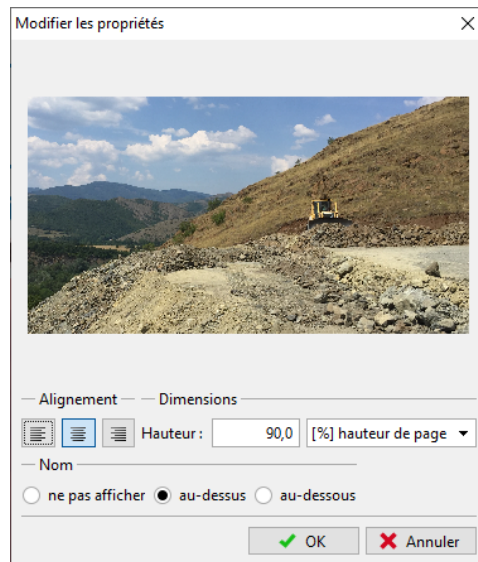 Modifier les propriétés
Alignement Dimensions
Hauteur : 90,0 [%] hauteur de page
Nom
ne pas afficher au-dessus au-dessous
OK Annuler